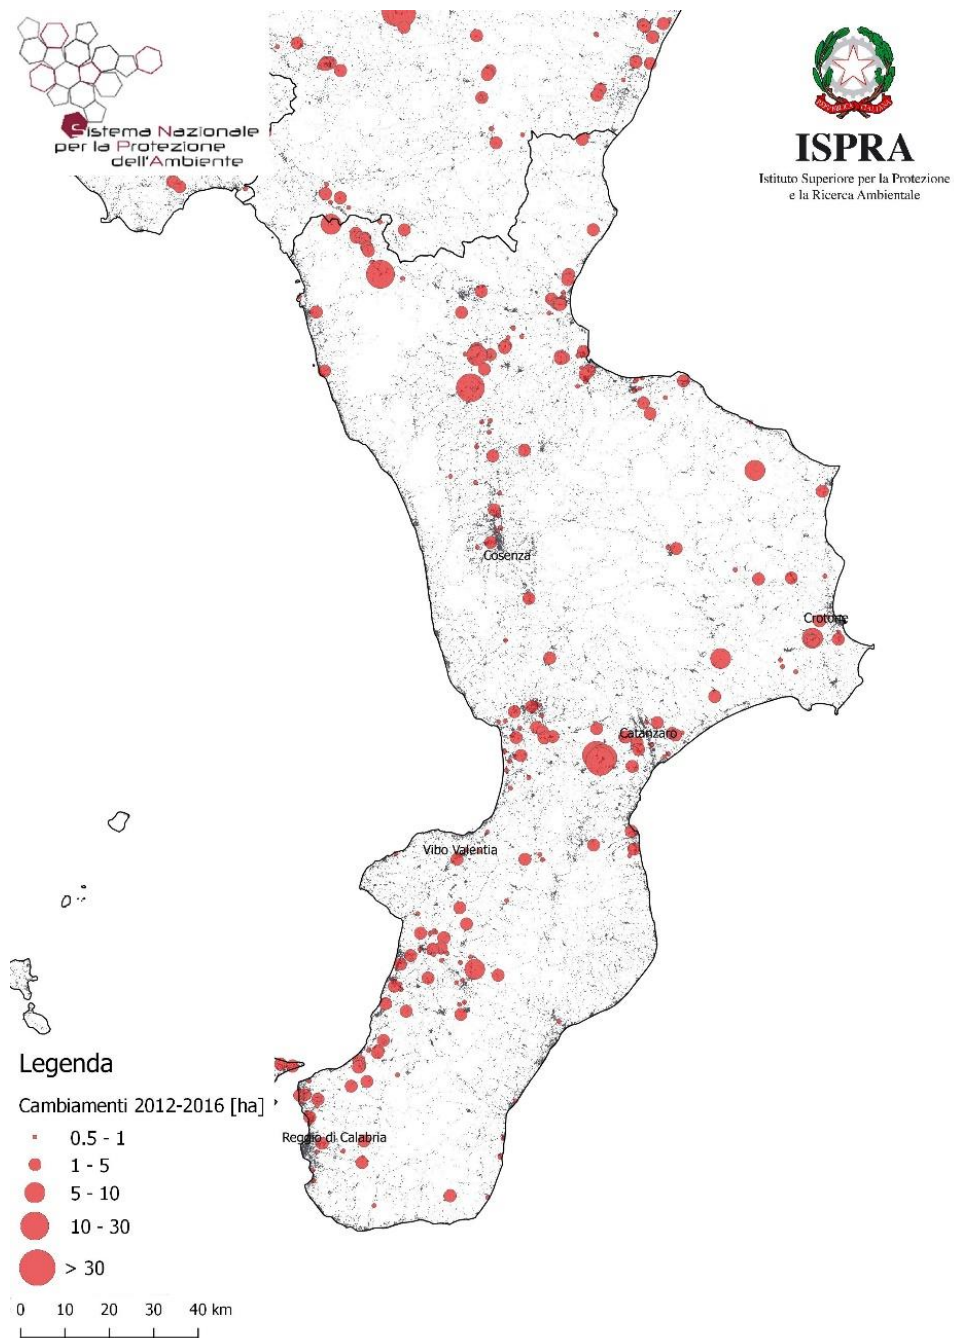 Sistema Nazionale
per la Protezione
dell'Ambiente
ISPRA
Istituto Superiore per la Protezione
e la Ricerca Ambientale
Cosenza
Crotone
Catanzaro
Vibo Valentia
Reggio di Calabria
Legenda
Cambiamenti 2012-2016 [ha]
0.5 - 1
1 - 5
5 - 10
10 - 30
> 30
0 10 20 30 40 km